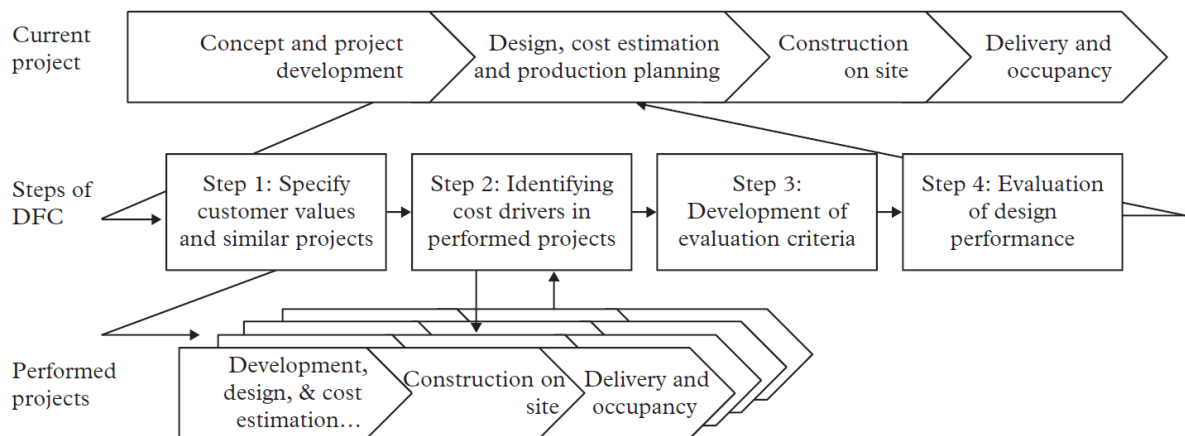 Current
project
Concept and project
development
Design, cost estimation
and production planning
Construction
on site
Delivery and
occupancy
Steps of
DFC
Step 1: Specify
customer values
and similar projects
Step 2: Identifying
cost drivers in
performed projects
Step 3:
Development of
evaluation criteria
Step 4: Evaluation
of design
performance
Performed
projects
Development,
design, & cost
estimation…
Construction on
site
Delivery and
occupancy